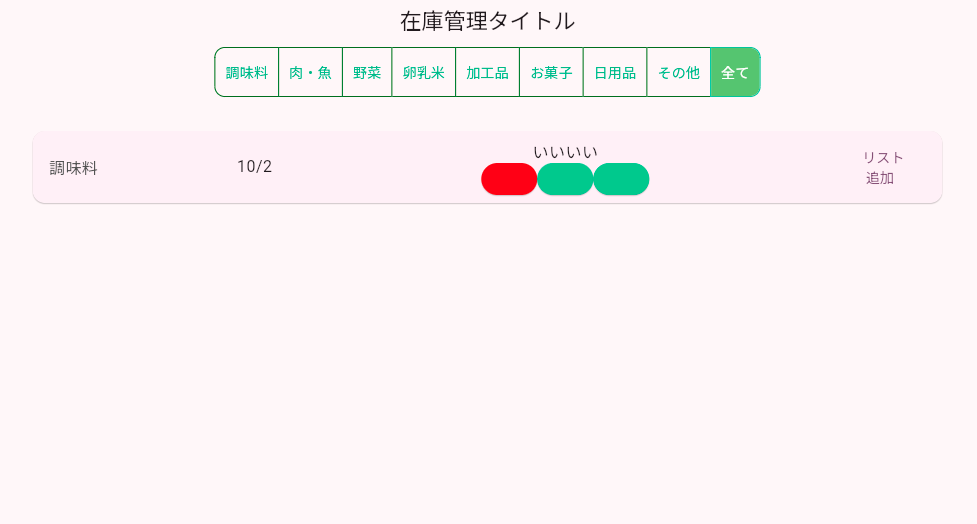 在庫管理タイトル
調味料 肉・魚 野菜 卵乳米 加工品 お菓子 日用品 その他 全て
調味料 10/2 いいいい リスト
追加